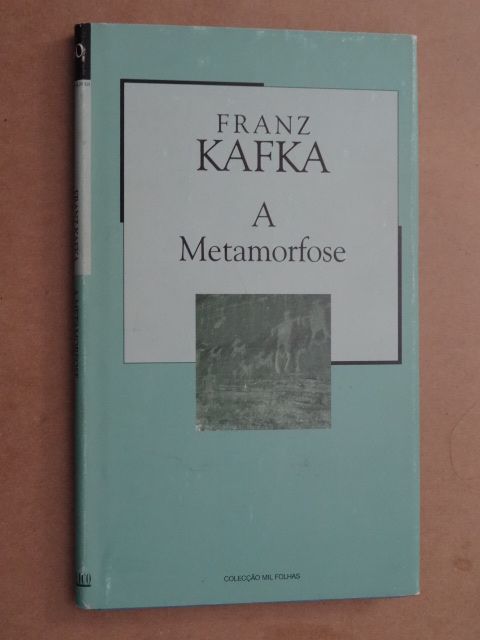 FRANZ
KAFKA
A
Metamorfose
COLECÇÃO MIL FOLHAS